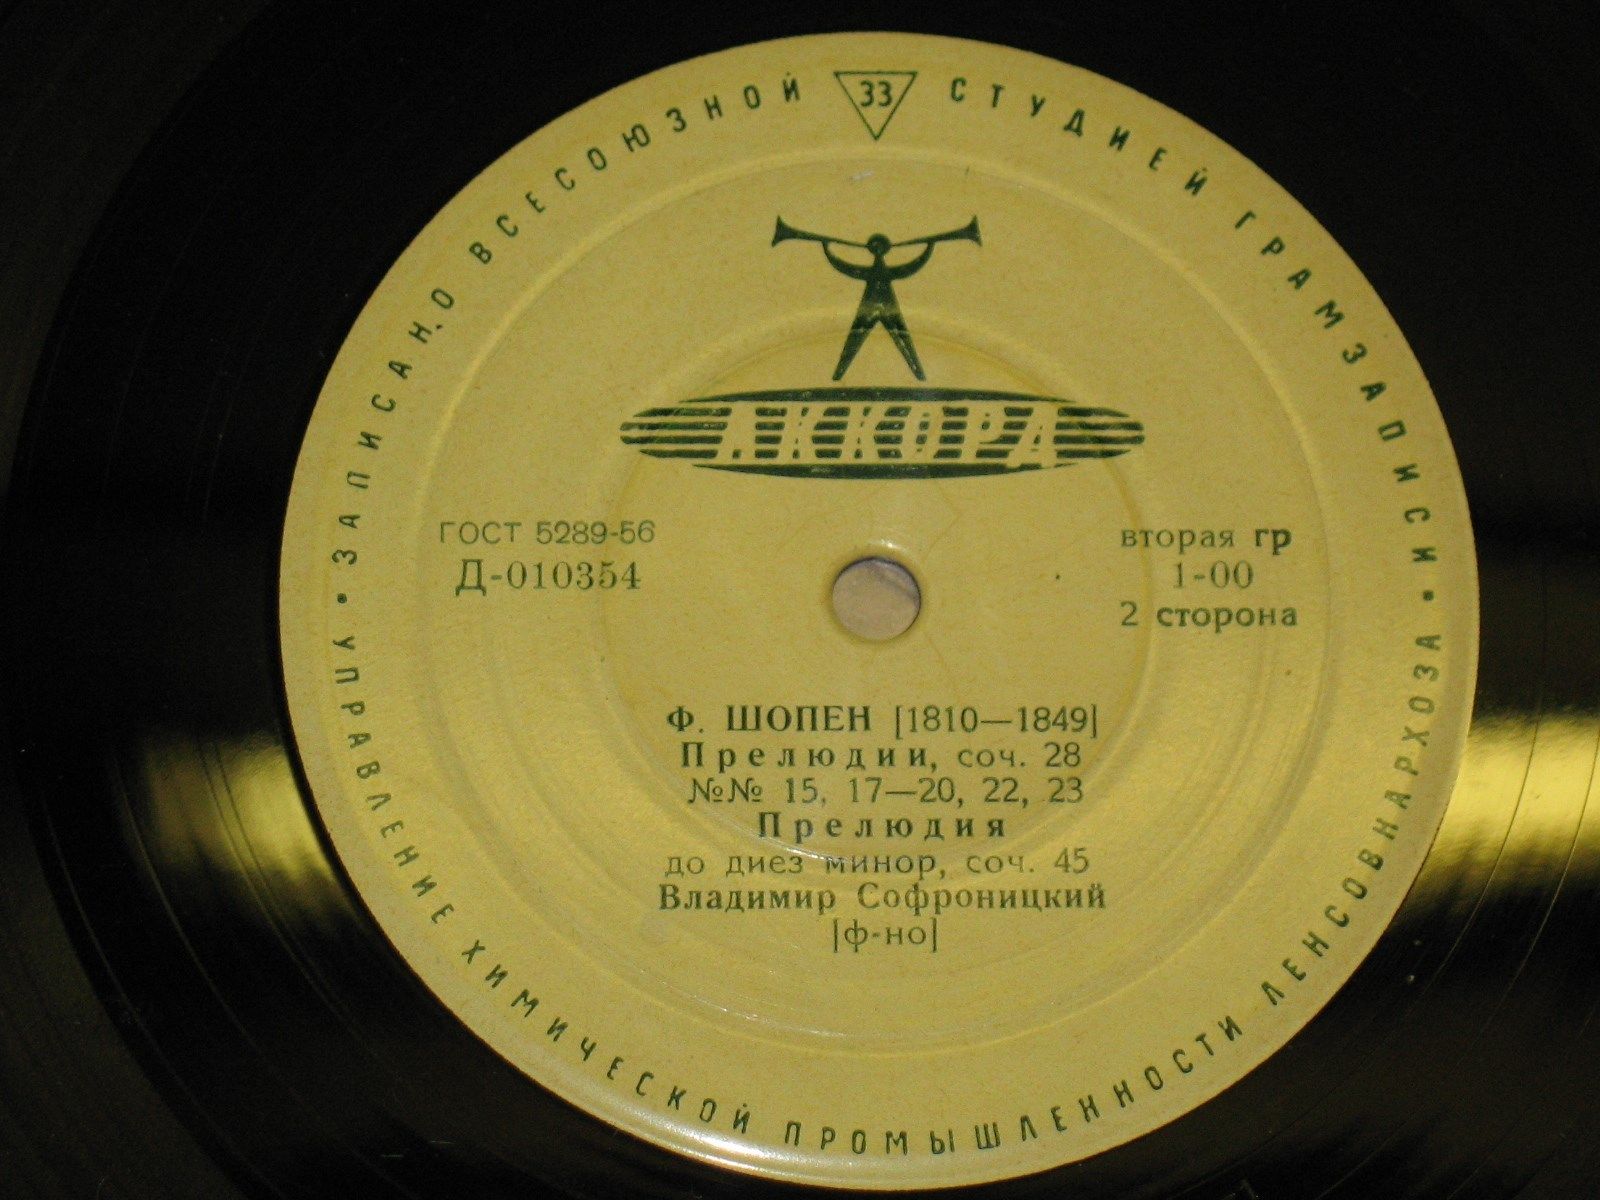 ЗАПИСАНО ВСЕСОЮЗНОЙ 33 СТУДИЕЙ ГРАМЗАПИСИ
АККОРД
ГОСТ 5289-56
Д-010354
вторая гр
1-00
2 сторона
Ф. ШОПЕН [1810—1849]
Прелюдии, соч. 28
№№ 15, 17—20, 22, 23
Прелюдия
до диез минор, соч. 45
Владимир Софроницкий
[ф-но]
УПРАВЛЕНИЕ ХИМИЧЕСКОЙ ПРОМЫШЛЕННОСТИ ЛЕНСОВНАРХОЗА